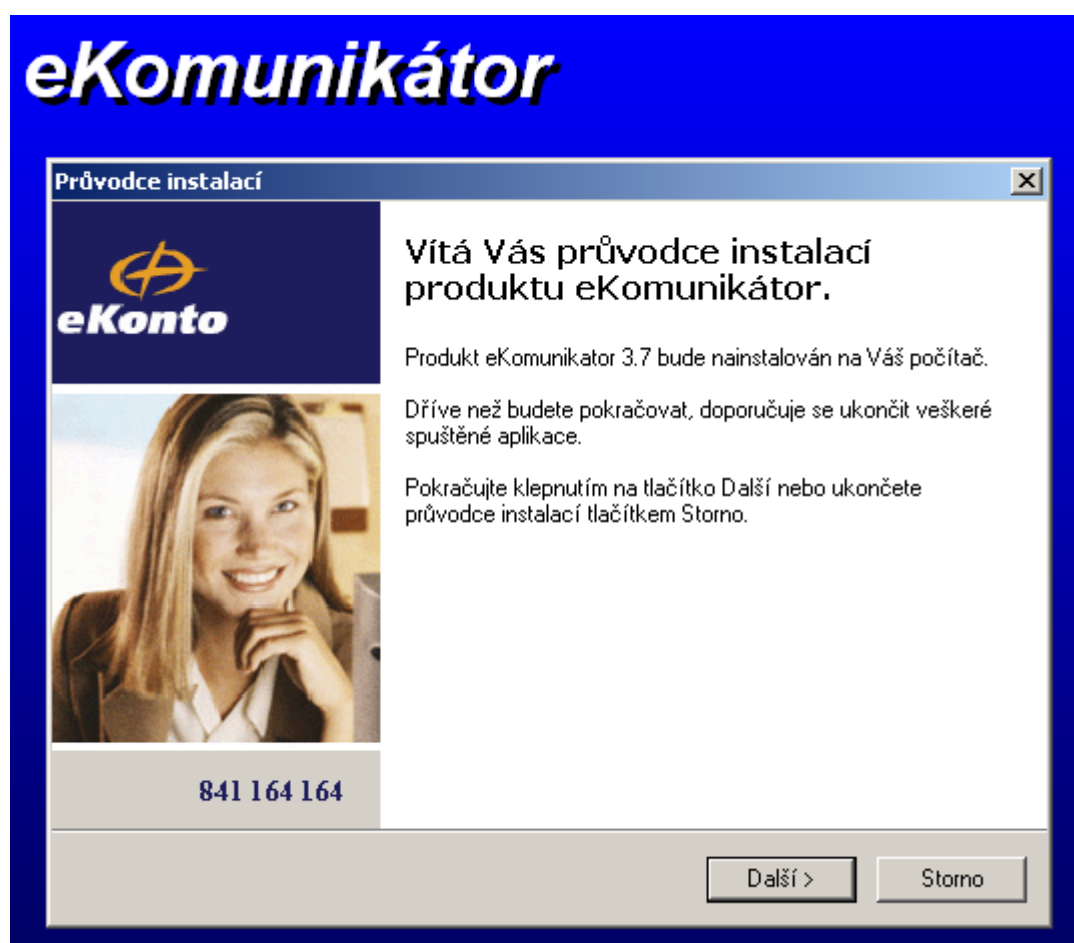 eKomunikátor
Průvodce instalací
eKonto
Vítá Vás průvodce instalací
produktu eKomunikátor.
Produkt eKomunikator 3.7 bude nainstalován na Váš počítač.
Dříve než budete pokračovat, doporučuje se ukončit veškeré
spuštěné aplikace.
Pokračujte klepnutím na tlačítko Další nebo ukončete
průvodce instalací tlačítkem Storno.
841 164 164
Další >
Storno